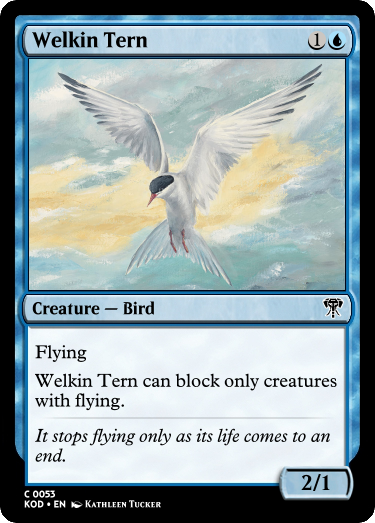 Welkin Tern 1
Creature — Bird
Flying
Welkin Tern can block only creatures
with flying.
It stops flying only as its life comes to an
end.
2/1
C 0053
KOD • EN Kathleen Tucker